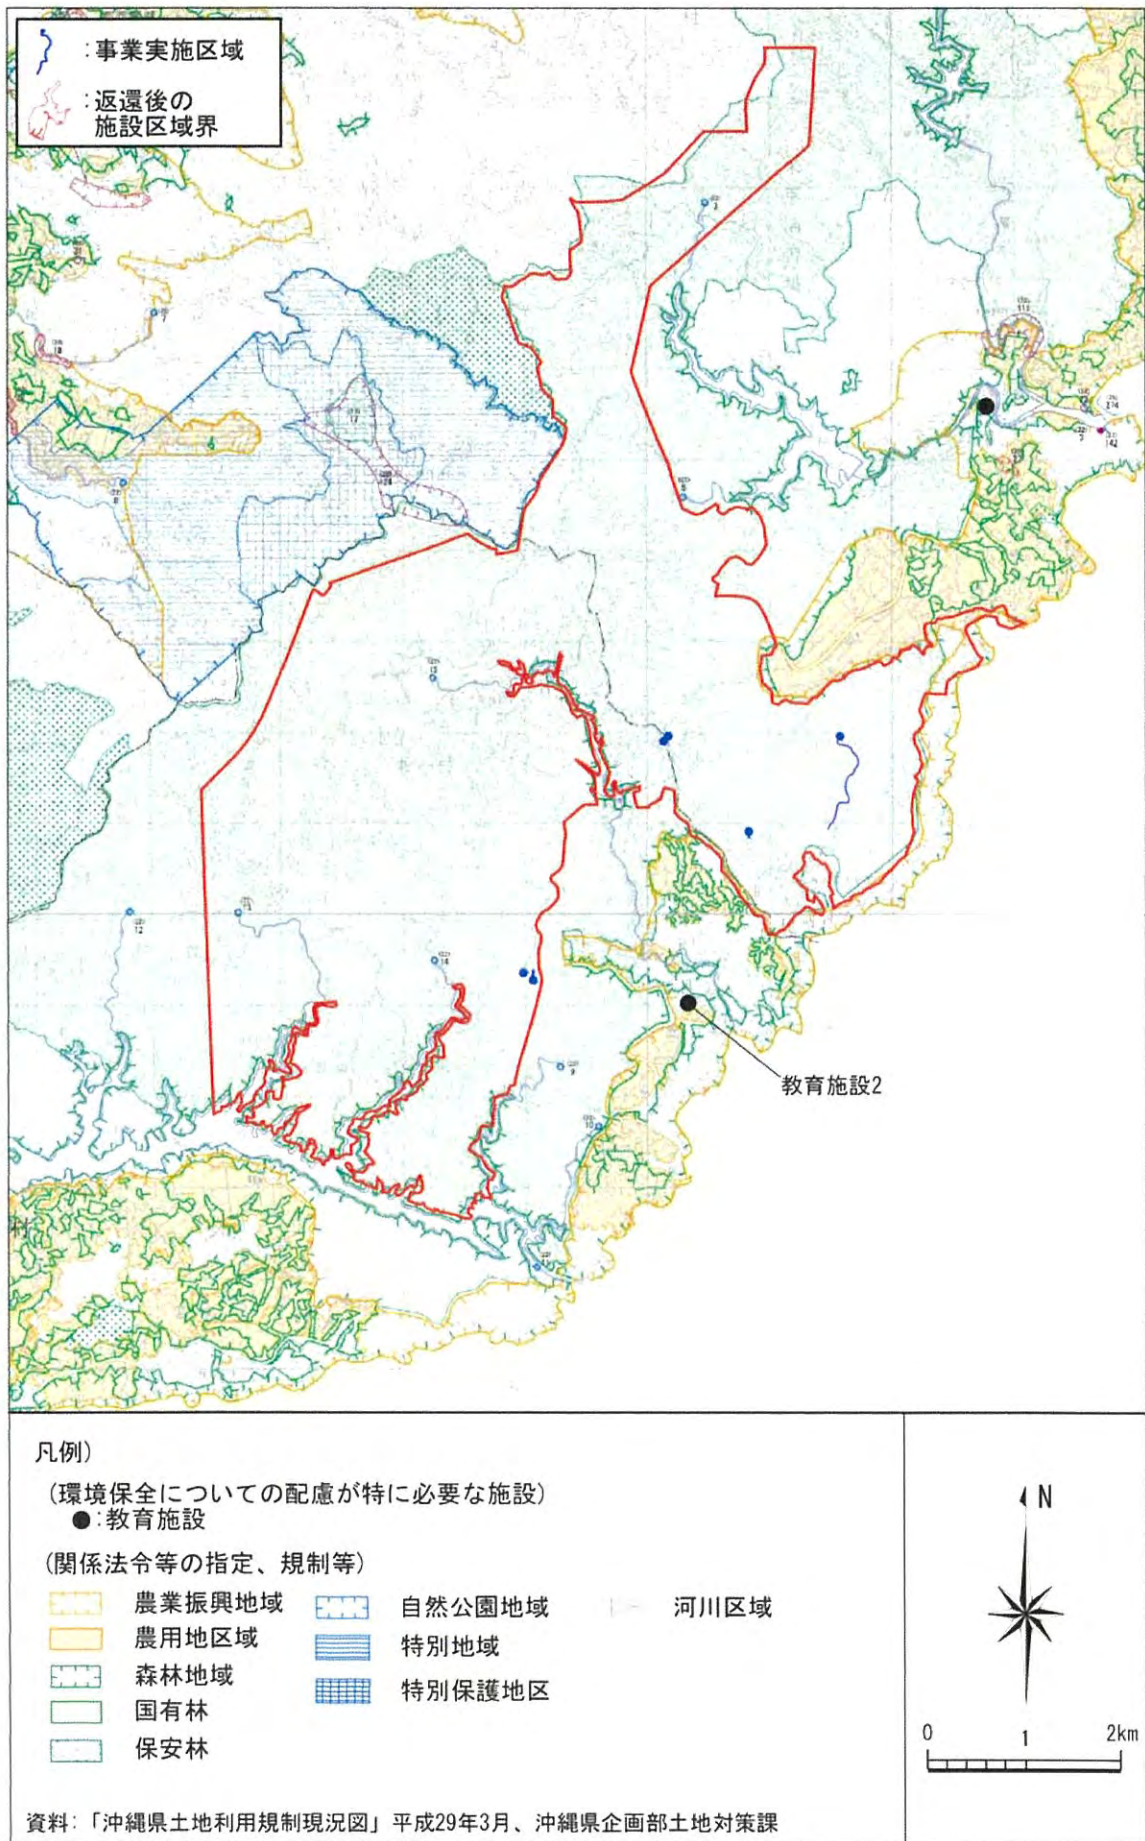 ：事業実施区域
：返還後の
施設区域界
教育施設2
村
凡例)
(環境保全についての配慮が特に必要な施設)
●：教育施設
(関係法令等の指定、規制等)
農業振興地域
自然公園地域
河川区域
農用地区域
特別地域
森林地域
特別保護地区
国有林
保安林
N
0
1
2km
資料：「沖縄県土地利用規制現況図」平成29年3月、沖縄県企画部土地対策課